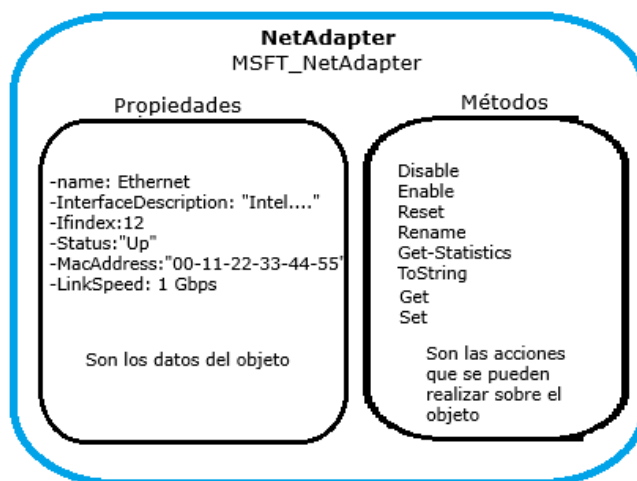 NetAdapter
MSFT_NetAdapter
Propiedades
-name: Ethernet
-InterfaceDescription: "Intel...."
-Ifindex:12
-Status:"Up"
-MacAddress:"00-11-22-33-44-55"
-LinkSpeed: 1 Gbps
Son los datos del objeto
Métodos
Disable
Enable
Reset
Rename
Get-Statistics
ToString
Get
Set
Son las acciones
que se pueden
realizar sobre el
objeto